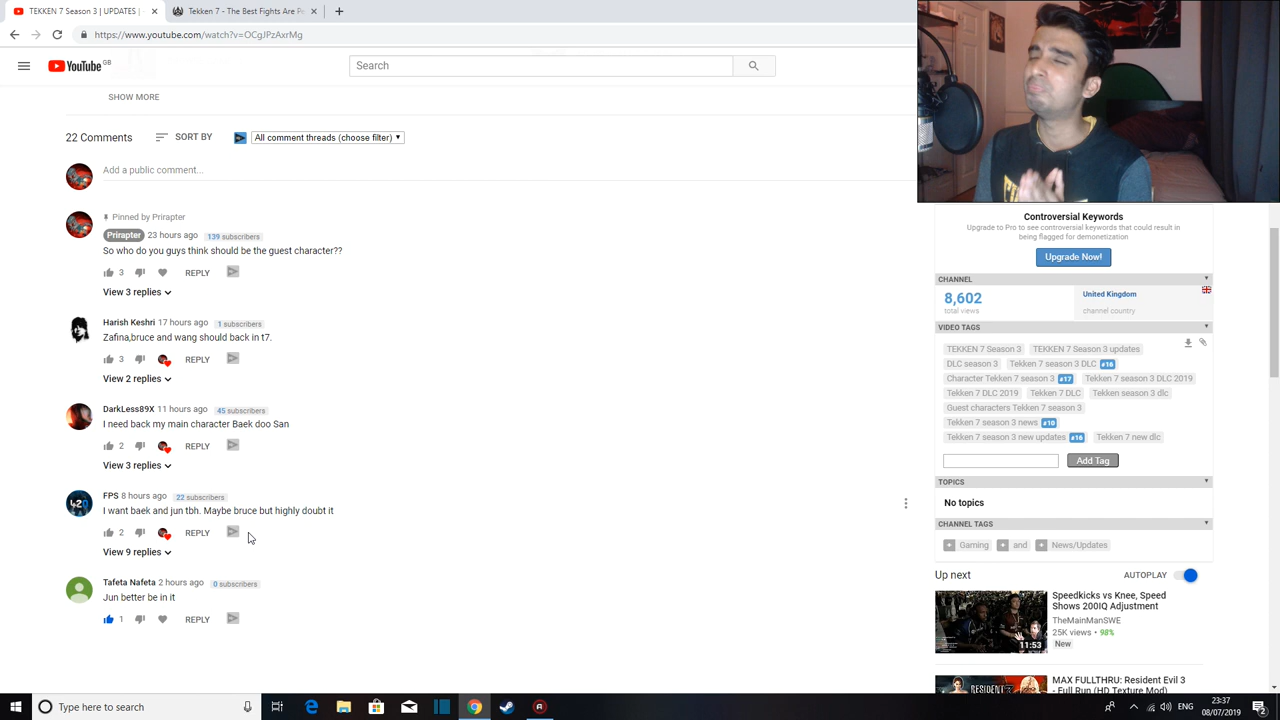 TEKKEN 7 Season 3 | UPDATES |
Tekken 7 - The Best Fights Are Pe
https://www.youtube.com/watch?v=OCgJPzAxrMg
YouTube GB
Search
SHOW MORE
22 Comments
SORT BY
All comment threads (choose filter)
Add a public comment...
Pinned by Prirapter
Prirapter 23 hours ago 139 subscribers
So who do you guys think should be the guest character??
3 REPLY
View 3 replies
Harish Keshri 17 hours ago 1 subscribers
Zafina,bruce and wang should back in t7.
3 REPLY
View 2 replies
DarkLess89X 11 hours ago 45 subscribers
I need back my main character Baek doo San
2 REPLY
View 3 replies
420
FPS 8 hours ago 22 subscribers
I want baek and jun tbh. Maybe bruce but highly doubt it
2 REPLY
View 9 replies
Tafeta Nafeta 2 hours ago 0 subscribers
Jun better be in it
1 REPLY
Controversial Keywords
Upgrade to Pro to see controversial keywords that could result in
being flagged for demonetization
Upgrade Now!
CHANNEL
8,602
total views
United Kingdom
channel country
VIDEO TAGS
TEKKEN 7 Season 3 TEKKEN 7 Season 3 updates
DLC season 3 Tekken 7 season 3 DLC #16
Character Tekken 7 season 3 #17 Tekken 7 season 3 DLC 2019
Tekken 7 DLC 2019 Tekken 7 DLC Tekken season 3 dlc
Guest characters Tekken 7 season 3
Tekken 7 season 3 news #10
Tekken 7 season 3 new updates #16 Tekken 7 new dlc
Add Tag
TOPICS
No topics
CHANNEL TAGS
Gaming and News/Updates
Up next
AUTOPLAY
Speedkicks vs Knee, Speed
Shows 200IQ Adjustment
TheMainManSWE
25K views • 98%
New
11:53
MAX FULLTHRU: Resident Evil 3
- Full Run (HD Texture Mod)
RESIDENT
Type here to search
ENG
23:37
08/07/2019
2